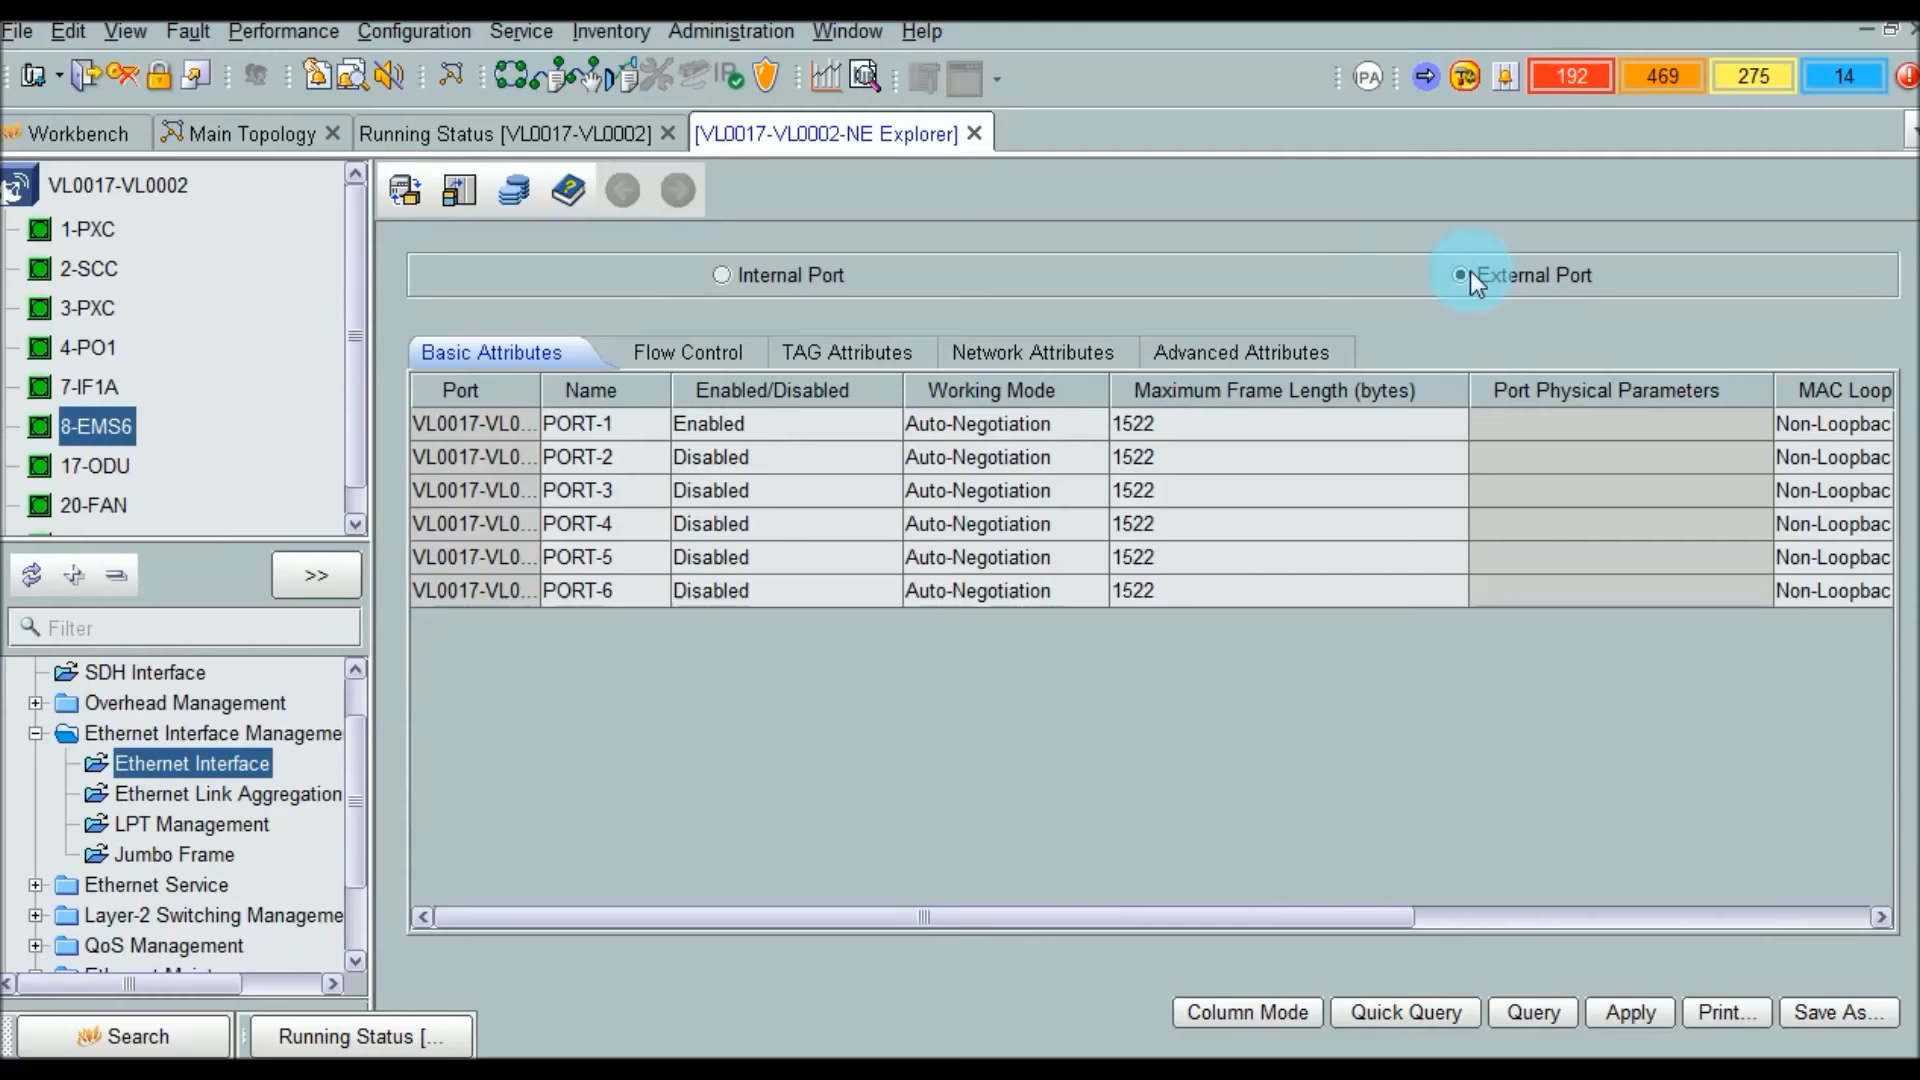 File Edit View Fault Performance Configuration Service Inventory Administration Window Help
IP PA 192 469 275 14
Workbench Main Topology Running Status [VL0017-VL0002] [VL0017-VL0002-NE Explorer]
VL0017-VL0002
1-PXC
2-SCC
3-PXC
4-PO1
7-IF1A
8-EMS6
17-ODU
20-FAN
>>
Filter
SDH Interface
Overhead Management
Ethernet Interface Manageme
Ethernet Interface
Ethernet Link Aggregation
LPT Management
Jumbo Frame
Ethernet Service
Layer-2 Switching Manageme
QoS Management
Internal Port External Port
Basic Attributes Flow Control TAG Attributes Network Attributes Advanced Attributes
Port Name Enabled/Disabled Working Mode Maximum Frame Length (bytes) Port Physical Parameters MAC Loop
VL0017-VL0... PORT-1 Enabled Auto-Negotiation 1522 Non-Loopbac
VL0017-VL0... PORT-2 Disabled Auto-Negotiation 1522 Non-Loopbac
VL0017-VL0... PORT-3 Disabled Auto-Negotiation 1522 Non-Loopbac
VL0017-VL0... PORT-4 Disabled Auto-Negotiation 1522 Non-Loopbac
VL0017-VL0... PORT-5 Disabled Auto-Negotiation 1522 Non-Loopbac
VL0017-VL0... PORT-6 Disabled Auto-Negotiation 1522 Non-Loopbac
Column Mode Quick Query Query Apply Print... Save As...
Search Running Status [...